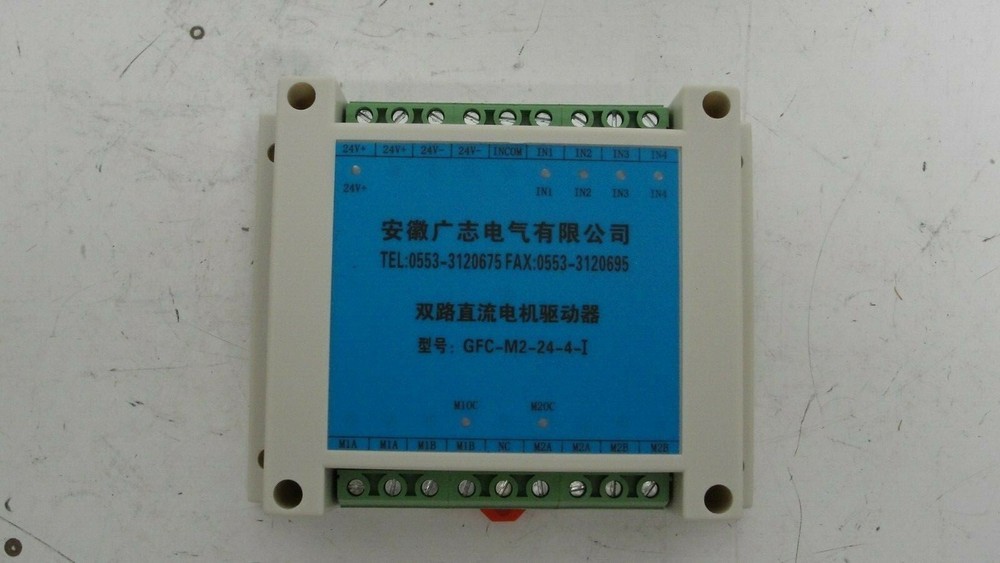 24V+ 24V+ 24V- 24V- INCOM IN1 IN2 IN3 IN4
24V+ IN1 IN2 IN3 IN4
安徽广志电气有限公司
TEL:0553-3120675 FAX:0553-3120695
双路直流电机驱动器
型号: GFC-M2-24-4-I
M1OC M2OC
M1A M1A M1B M1B NC M2A M2A M2B M2B